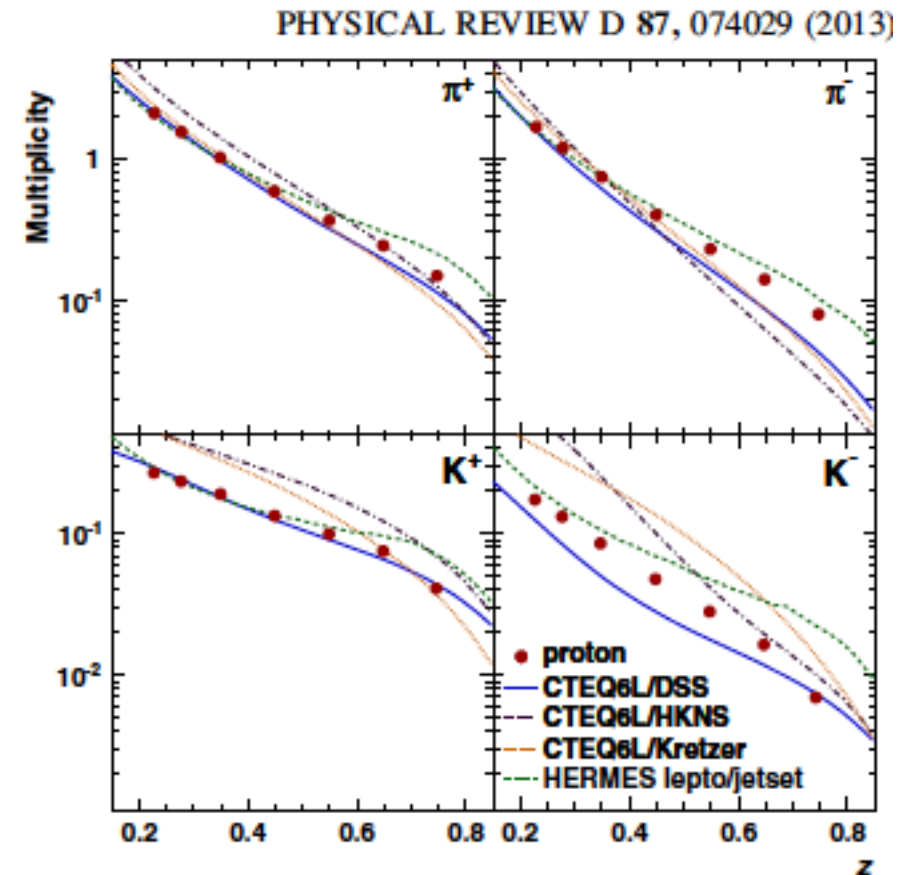 PHYSICAL REVIEW D 87, 074029 (2013)
Multiplicity
π+
π-
1
10-1
K+
K-
10-1
10-2
proton
CTEQ6L/DSS
CTEQ6L/HKNS
CTEQ6L/Kretzer
HERMES lepto/jetset
0.2 0.4 0.6 0.8 0.2 0.4 0.6 0.8
z